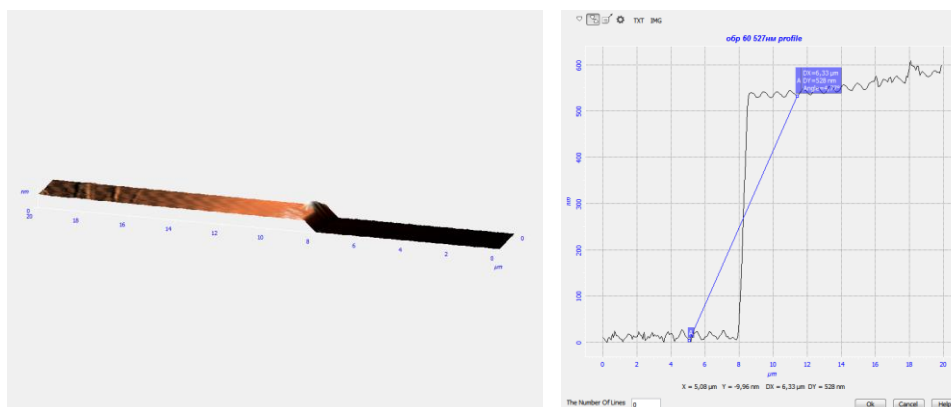 nm
0
20
18
16
14
12
10
8
6
4
2
0
0
μm
TXT IMG
обр 60 527нм profile
600
500
400
300
200
100
0
nm
DX=6,33 μm
A DY=528 nm
0 2 4 6 8 10 12 14 16 18 20
μm
X = 5,08 μm Y = -9,96 nm DX = 6,33 μm DY = 528 nm
The Number Of Lines 0 Ok Cancel Help